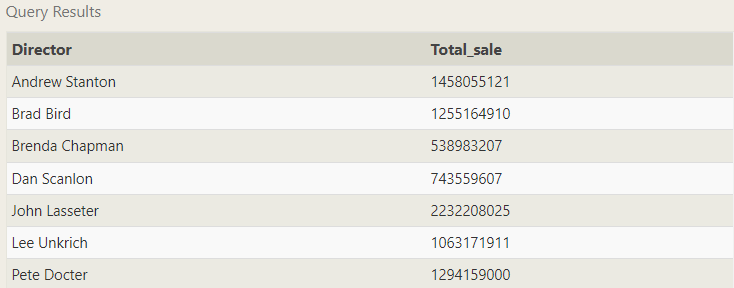 Query Results
Director Total_sale
Andrew Stanton 1458055121
Brad Bird 1255164910
Brenda Chapman 538983207
Dan Scanlon 743559607
John Lasseter 2232208025
Lee Unkrich 1063171911
Pete Docter 1294159000